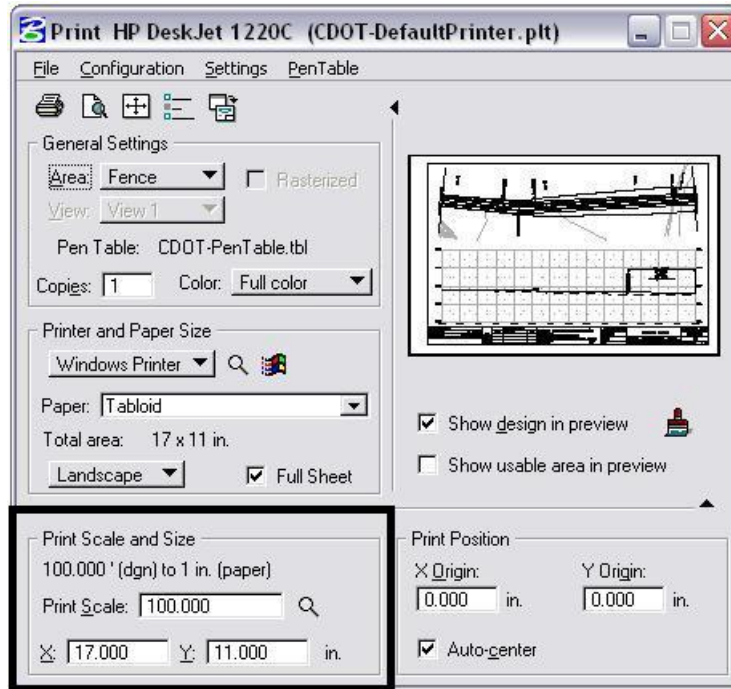 Print HP DeskJet 1220C (CDOT-DefaultPrinter.plt)
File Configuration Settings PenTable
General Settings
Area: Fence
Rasterized
View: View 1
Pen Table: CDOT-PenTable.tbl
Copies: 1 Color: Full color
Printer and Paper Size
Windows Printer
Paper: Tabloid
Total area: 17 x 11 in.
Landscape
Full Sheet
Show design in preview
Show usable area in preview
Print Scale and Size
100.000 ' (dgn) to 1 in. (paper)
Print Scale: 100.000
X: 17.000 Y: 11.000 in.
Print Position
X Origin: Y Origin:
0.000 in. 0.000 in.
Auto-center